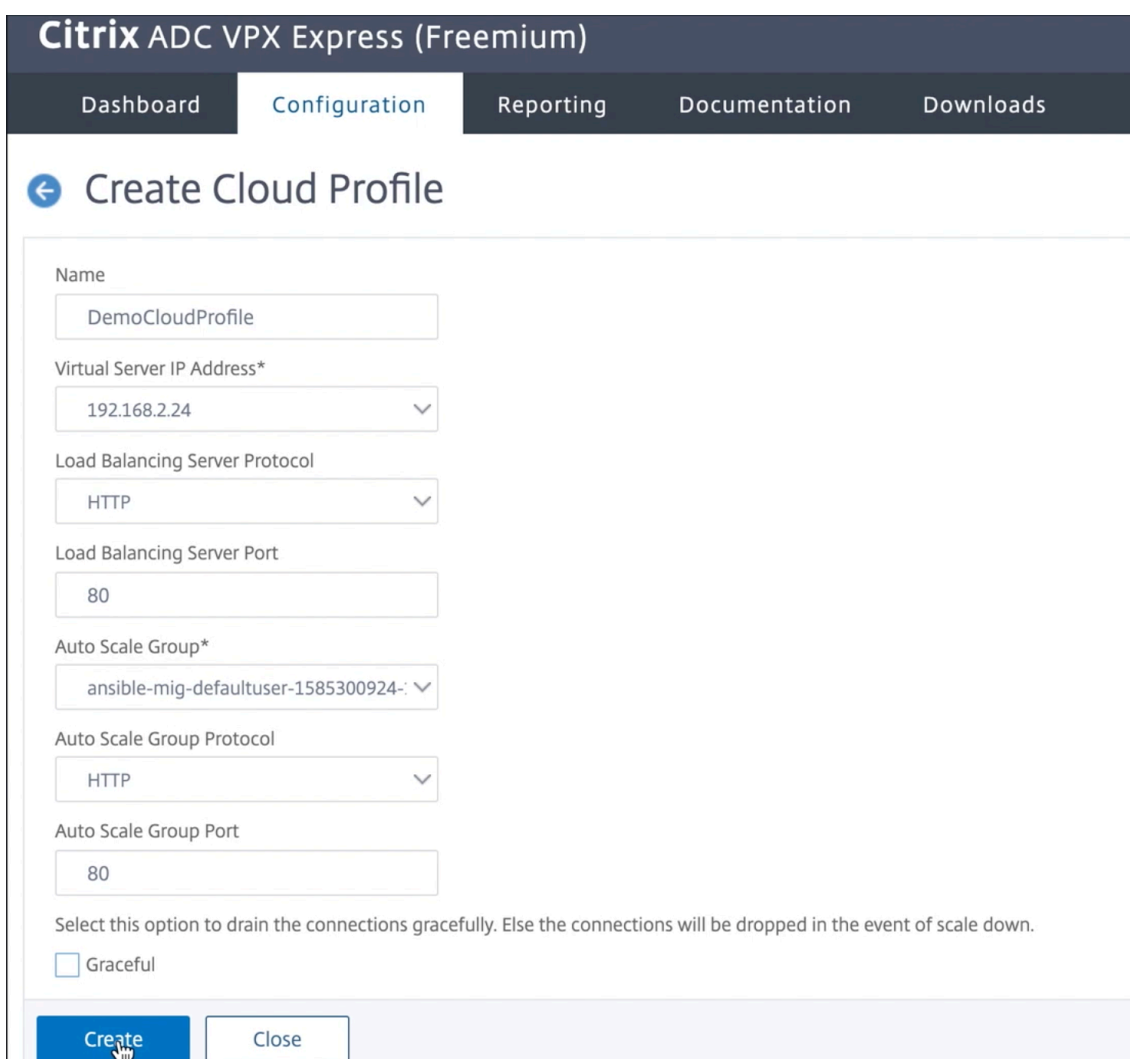 Citrix ADC VPX Express (Freemium)
Dashboard Configuration Reporting Documentation Downloads
Create Cloud Profile
Name
DemoCloudProfile
Virtual Server IP Address*
192.168.2.24
Load Balancing Server Protocol
HTTP
Load Balancing Server Port
80
Auto Scale Group*
ansible-mig-defaultuser-1585300924-
Auto Scale Group Protocol
HTTP
Auto Scale Group Port
80
Select this option to drain the connections gracefully. Else the connections will be dropped in the event of scale down.
Graceful
Create Close